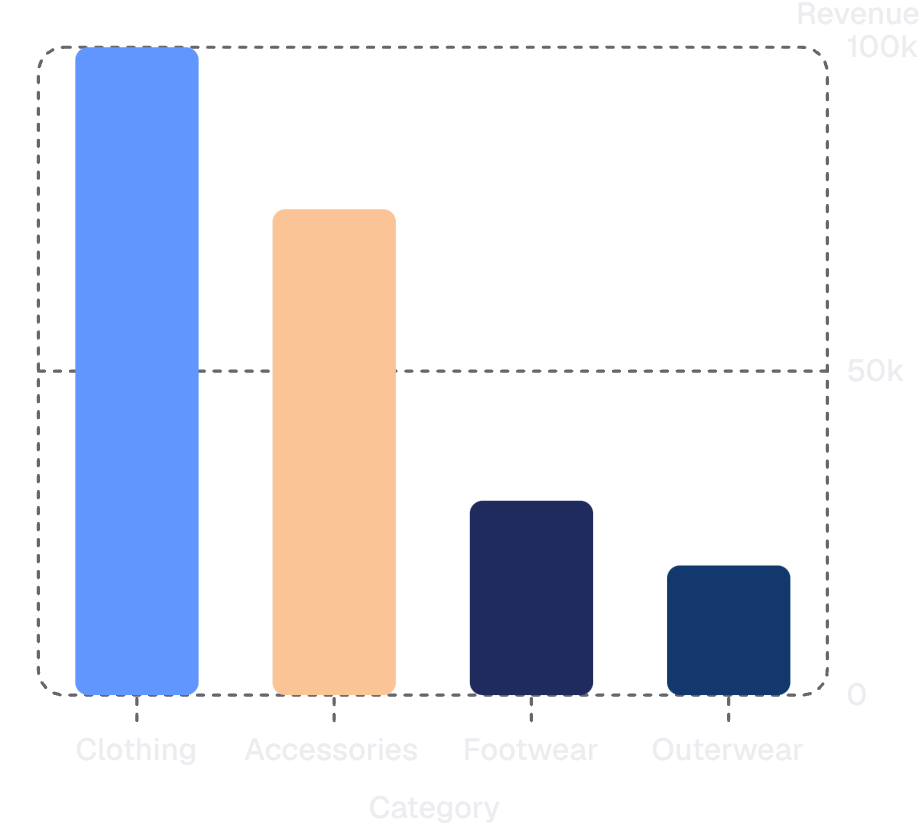 Revenue
100k
50k
0
Clothing Accessories Footwear Outerwear
Category